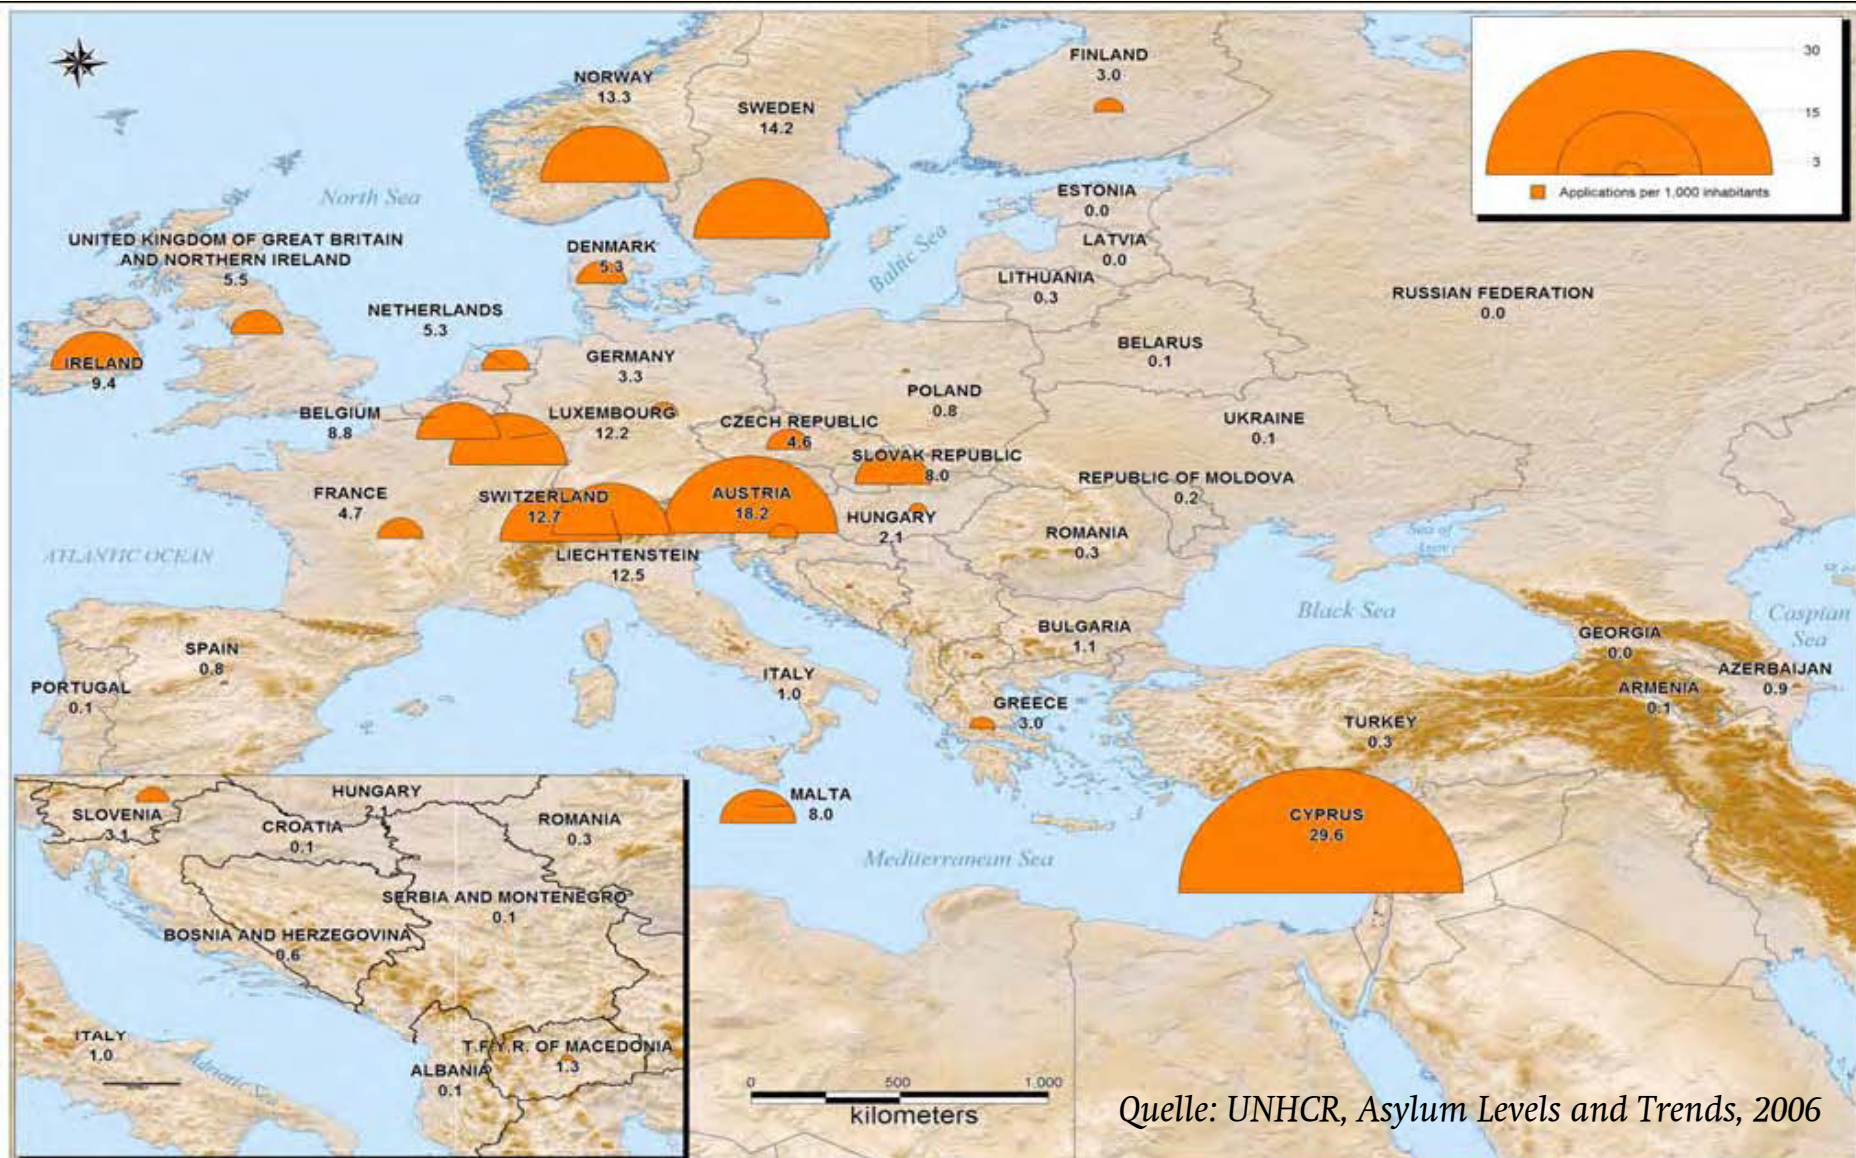 NORWAY
13.3
SWEDEN
14.2
FINLAND
3.0
30
15
3
Applications per 1,000 inhabitants
North Sea
ESTONIA
0.0
UNITED KINGDOM OF GREAT BRITAIN
AND NORTHERN IRELAND
5.5
DENMARK
5.3
Baltic Sea
LATVIA
0.0
LITHUANIA
0.3
RUSSIAN FEDERATION
0.0
NETHERLANDS
5.3
IRELAND
9.4
GERMANY
3.3
BELARUS
0.1
POLAND
0.8
BELGIUM
8.8
LUXEMBOURG
12.2
CZECH REPUBLIC
4.6
UKRAINE
0.1
SLOVAK REPUBLIC
8.0
REPUBLIC OF MOLDOVA
0.2
FRANCE
4.7
SWITZERLAND
12.7
AUSTRIA
18.2
HUNGARY
2.1
ROMANIA
0.3
Sea of
ATLANTIC OCEAN
LIECHTENSTEIN
12.5
Black Sea
Caspian
Sea
BULGARIA
1.1
GEORGIA
0.0
SPAIN
0.8
ITALY
1.0
AZERBAIJAN
0.9
PORTUGAL
0.1
ARMENIA
0.1
GREECE
3.0
TURKEY
0.3
MALTA
8.0
CYPRUS
29.6
Mediterranean Sea
HUNGARY
2.1
SLOVENIA
3.1
CROATIA
0.1
ROMANIA
0.3
SERBIA AND MONTENEGRO
0.1
BOSNIA AND HERZEGOVINA
0.6
ITALY
1.0
Adriatic Sea
T.F.Y.R. OF MACEDONIA
1.3
ALBANIA
0.1
0 500 1,000
kilometers
Quelle: UNHCR, Asylum Levels and Trends, 2006